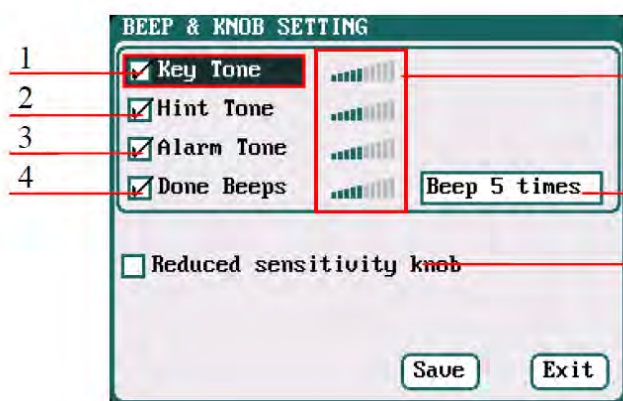 BEEP & KNOB SETTING
1 Key Tone
2 Hint Tone
3 Alarm Tone
4 Done Beeps Beep 5 times
Reduced sensitivity knob
Save Exit